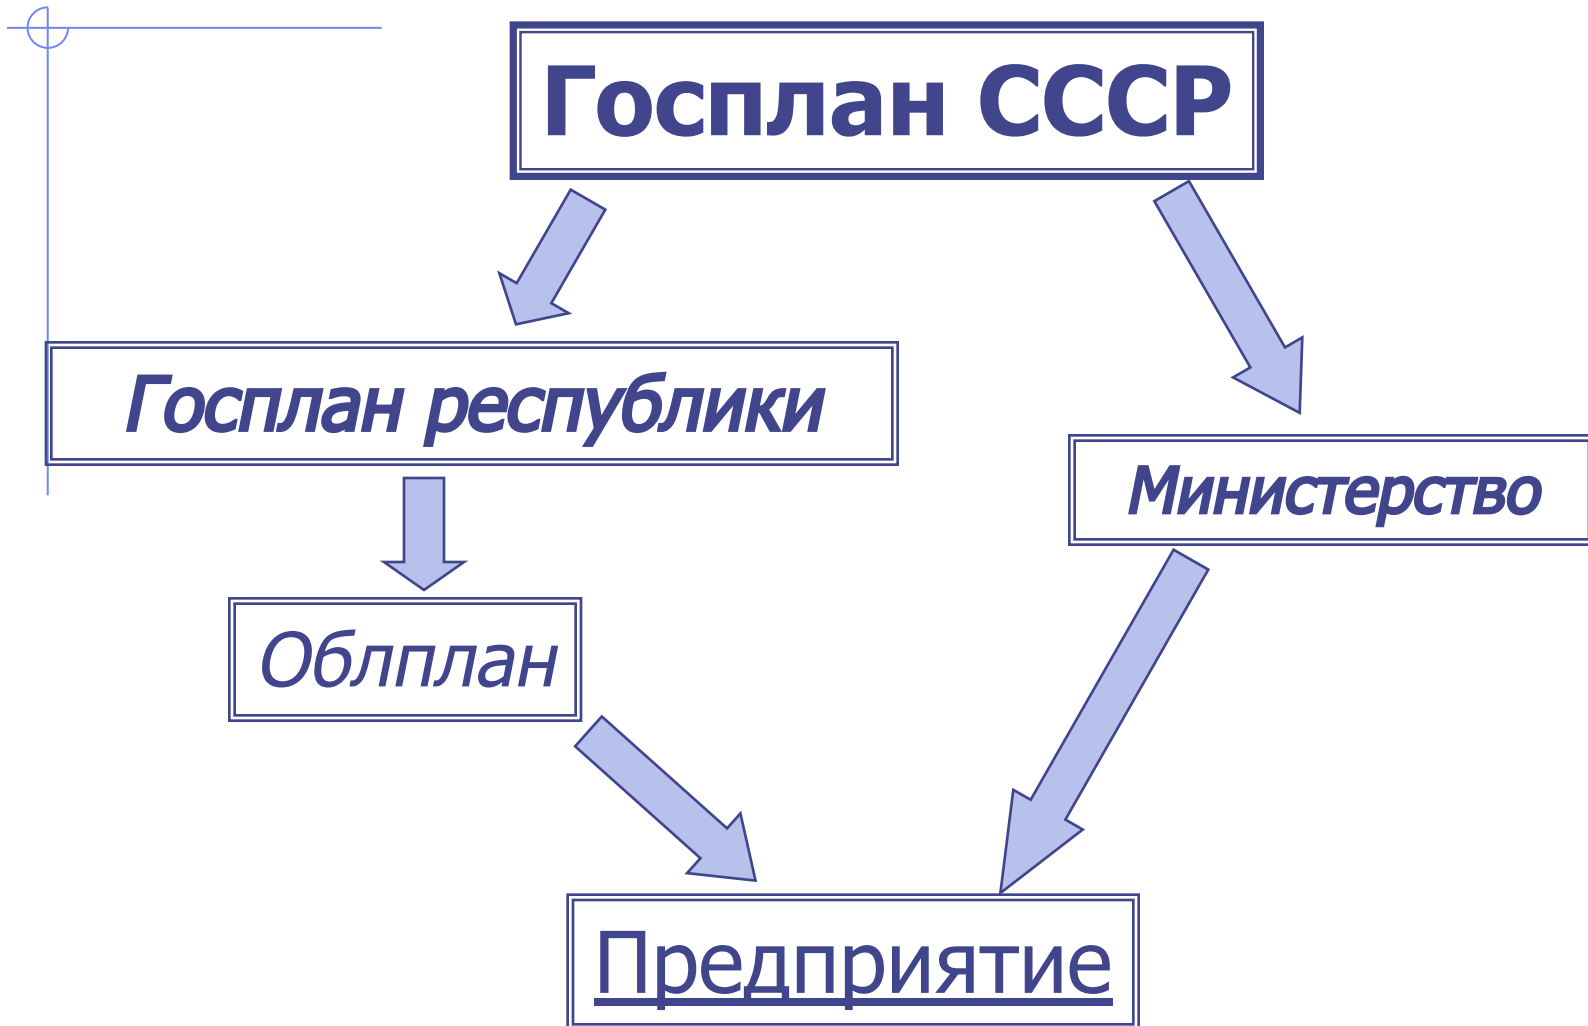 Госплан СССР
Госплан республики
Министерство
Облплан
Предприятие